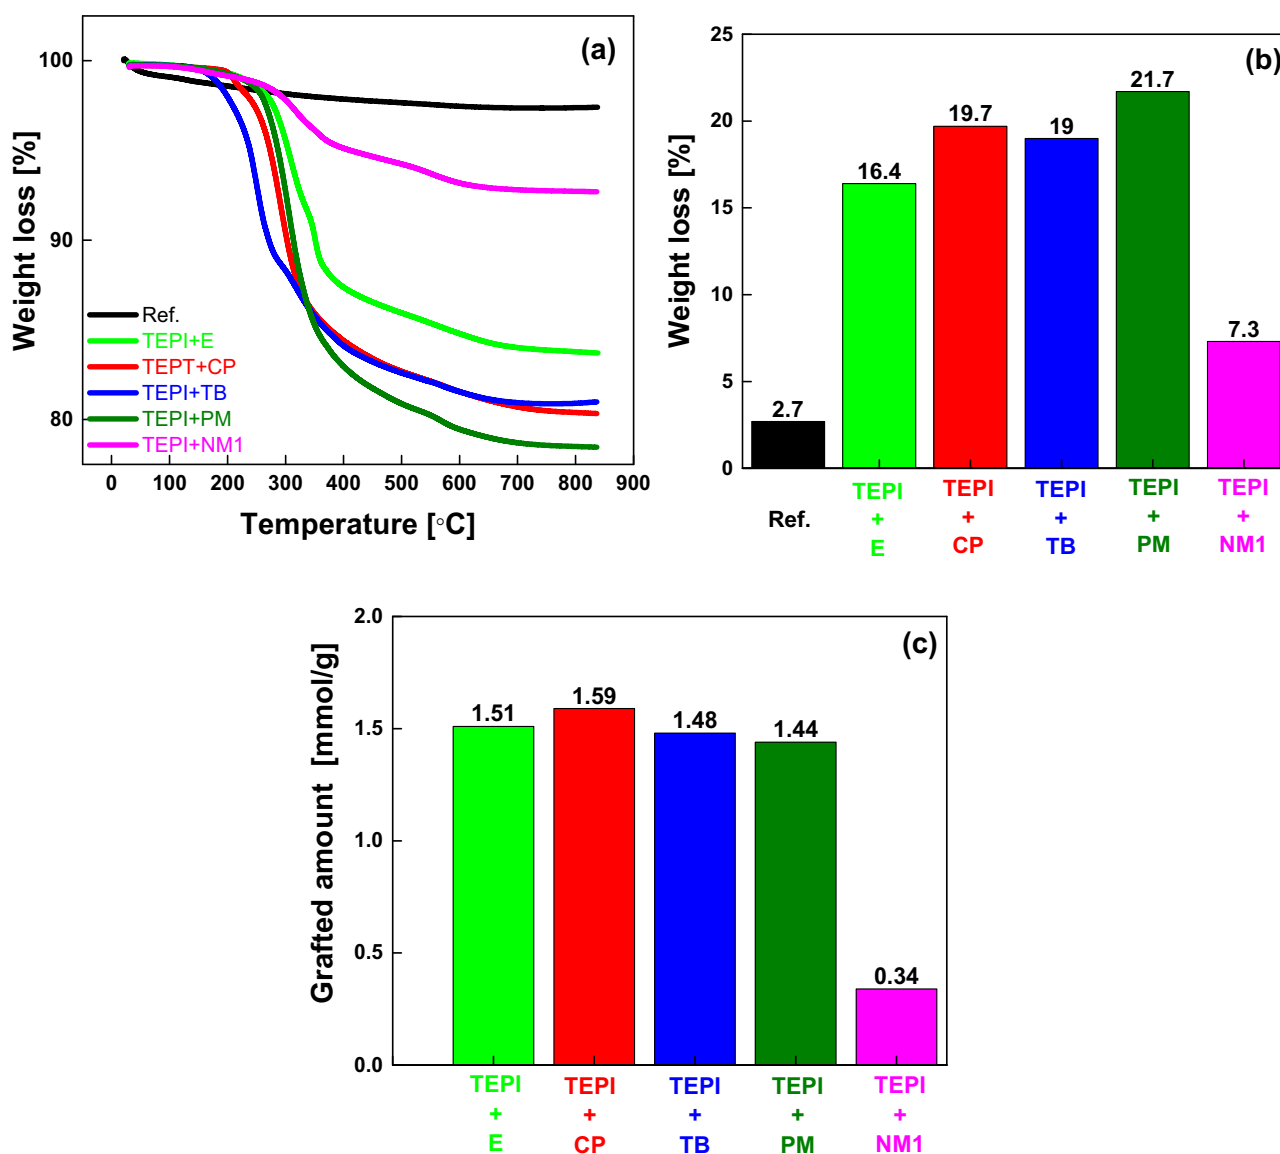 (a)
Weight loss [%]
100
90
80
Ref.
TEPI+E
TEPT+CP
TEPI+TB
TEPI+PM
TEPI+NM1
0 100 200 300 400 500 600 700 800 900
Temperature [°C]
(b)
Weight loss [%]
25
20
15
10
5
0
2.7
16.4
19.7
19
21.7
7.3
Ref.
TEPI
+
E
TEPI
+
CP
TEPI
+
TB
TEPI
+
PM
TEPI
+
NM1
(c)
Grafted amount [mmol/g]
2.0
1.5
1.0
0.5
0.0
1.51
1.59
1.48
1.44
0.34
TEPI
+
E
TEPI
+
CP
TEPI
+
TB
TEPI
+
PM
TEPI
+
NM1